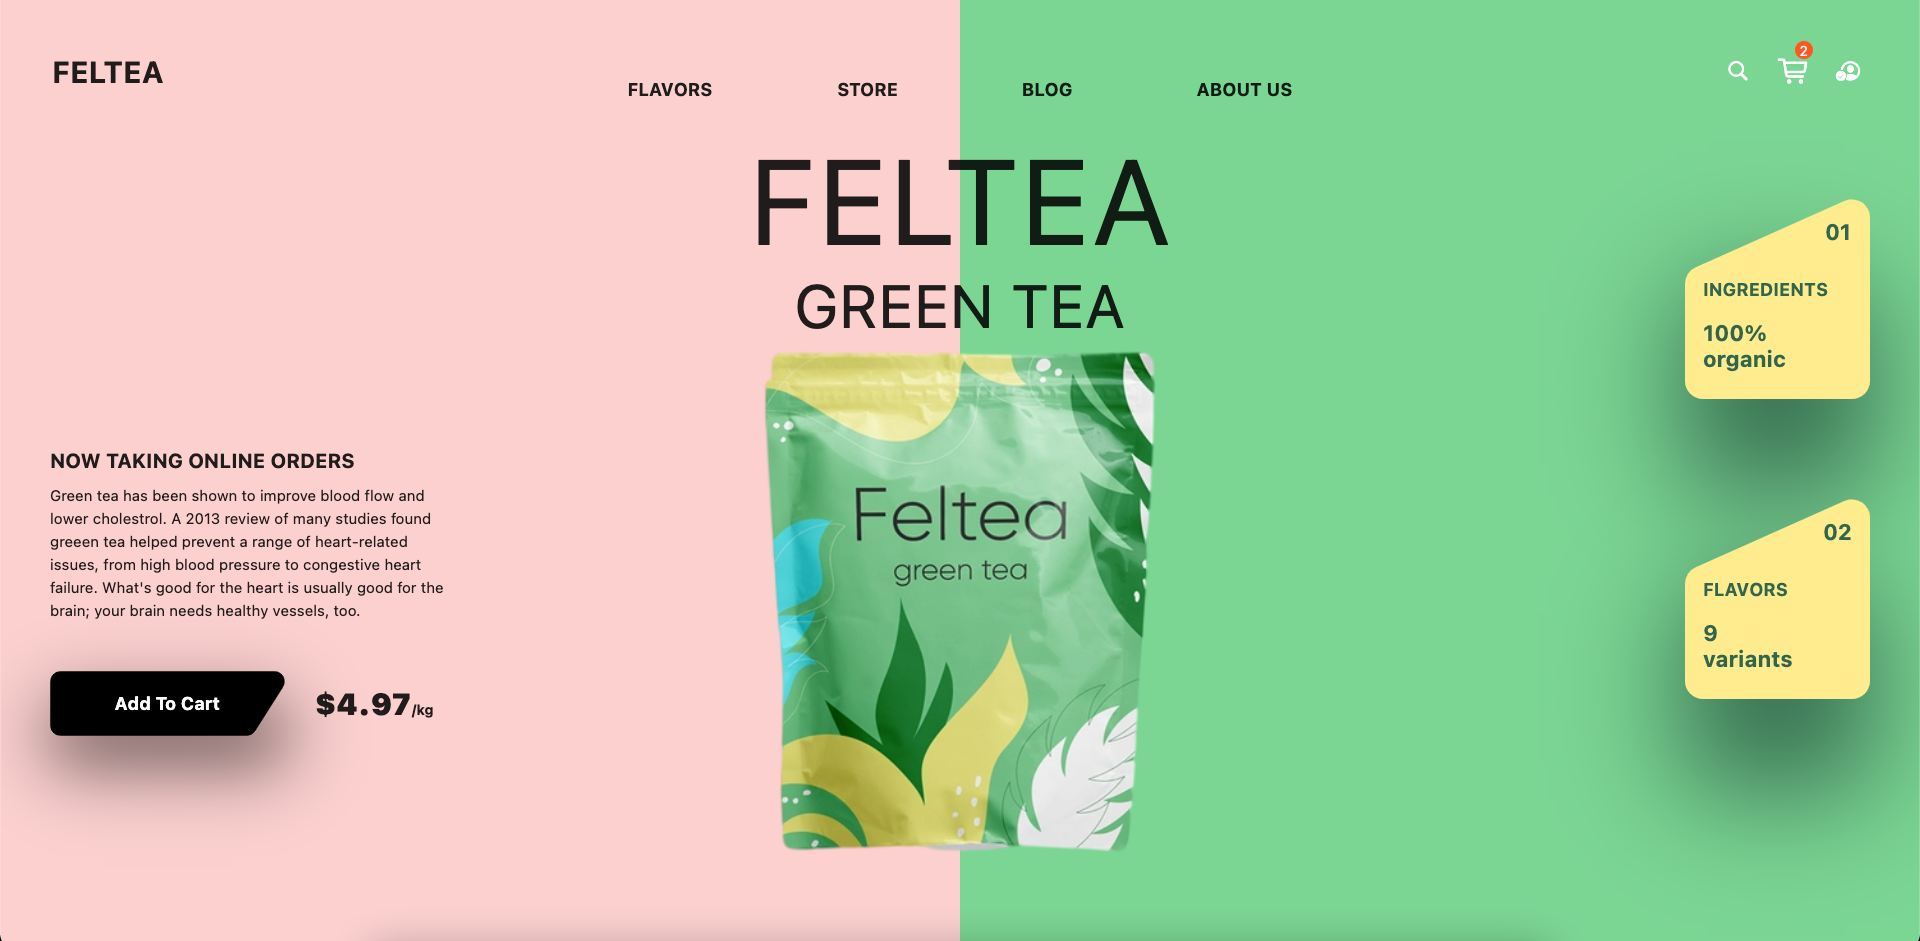 FELTEA
FLAVORS
STORE
BLOG
ABOUT US
2
FELTEA
GREEN TEA
Feltea
green tea
NOW TAKING ONLINE ORDERS
Green tea has been shown to improve blood flow and
lower cholestrol. A 2013 review of many studies found
greeen tea helped prevent a range of heart-related
issues, from high blood pressure to congestive heart
failure. What's good for the heart is usually good for the
brain; your brain needs healthy vessels, too.
Add To Cart
$4.97/kg
01
INGREDIENTS
100%
organic
02
FLAVORS
9
variants